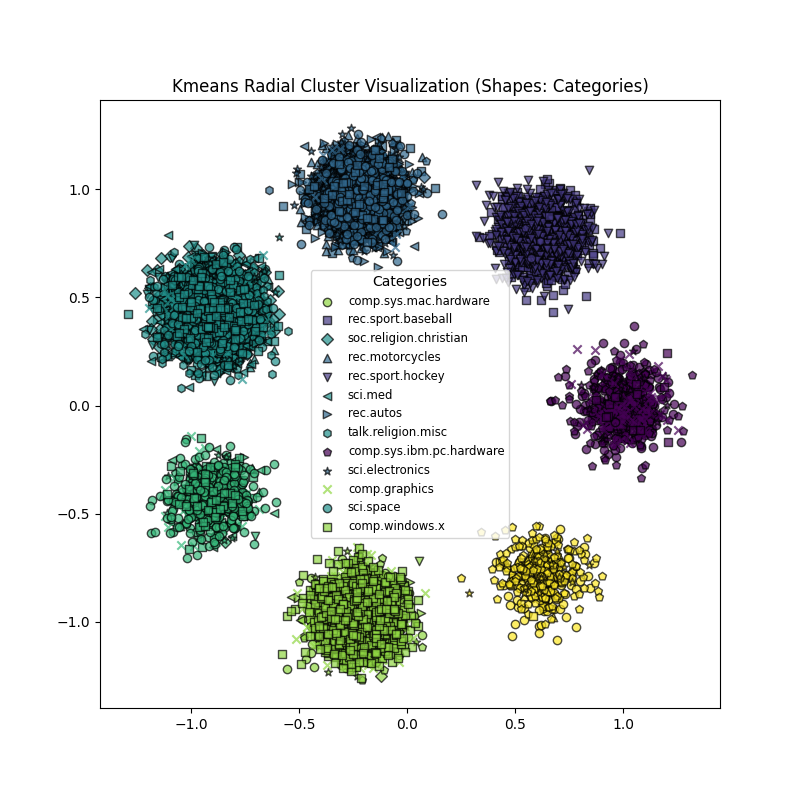 Kmeans Radial Cluster Visualization (Shapes: Categories)
1.0
0.5
0.0
−0.5
−1.0
Categories
comp.sys.mac.hardware
rec.sport.baseball
soc.religion.christian
rec.motorcycles
rec.sport.hockey
sci.med
rec.autos
talk.religion.misc
comp.sys.ibm.pc.hardware
sci.electronics
comp.graphics
sci.space
comp.windows.x
−1.0 −0.5 0.0 0.5 1.0